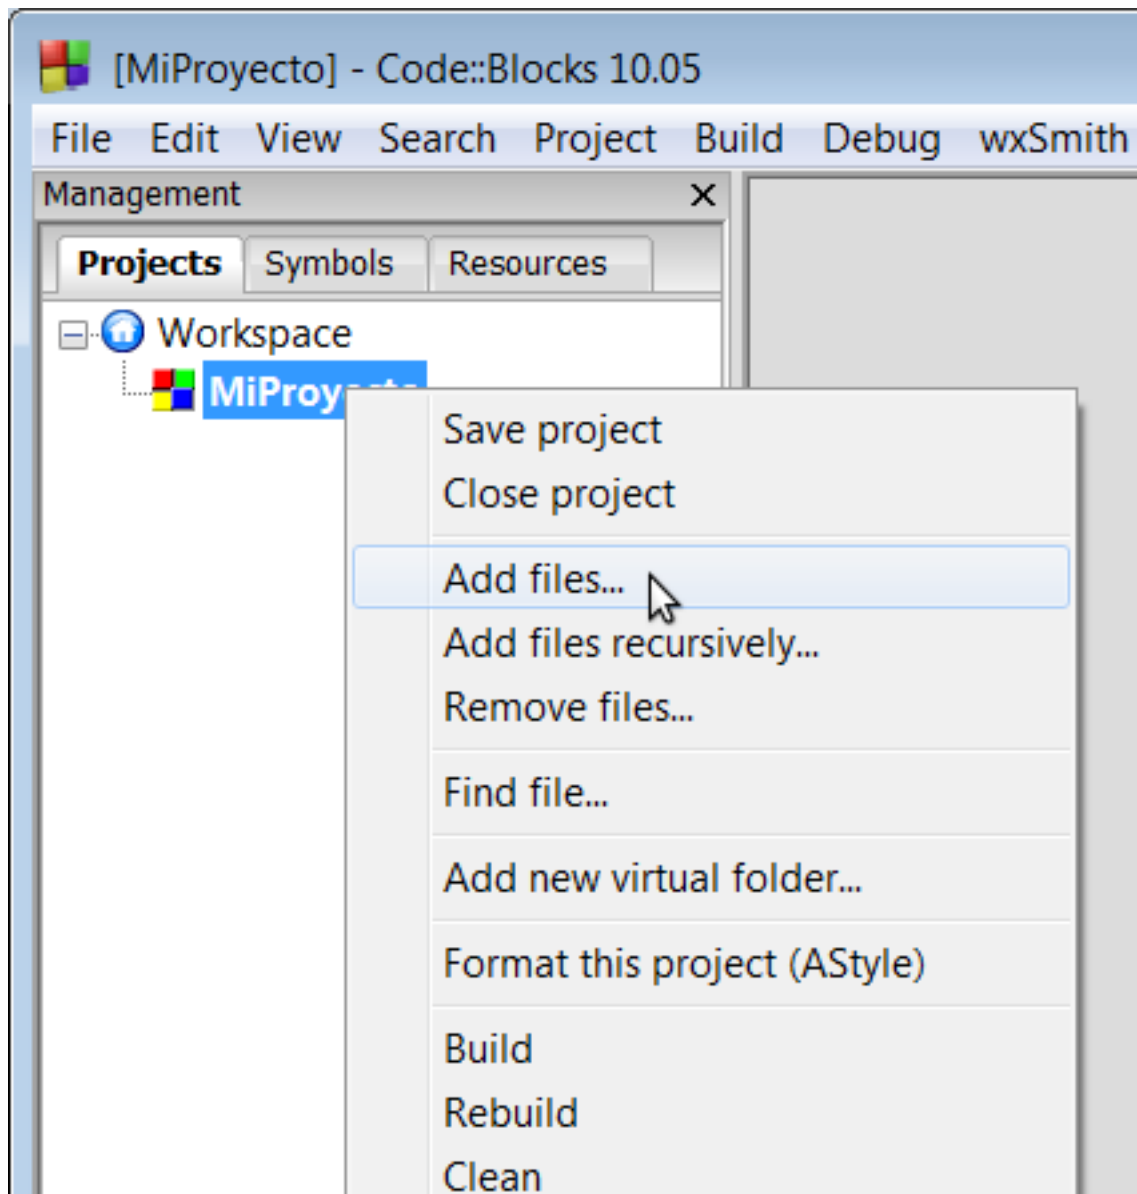 [MiProyecto] - Code::Blocks 10.05
File Edit View Search Project Build Debug wxSmith
Management
Projects Symbols Resources
Workspace
MiProyecto
Save project
Close project
Add files...
Add files recursively...
Remove files...
Find file...
Add new virtual folder...
Format this project (AStyle)
Build
Rebuild
Clean